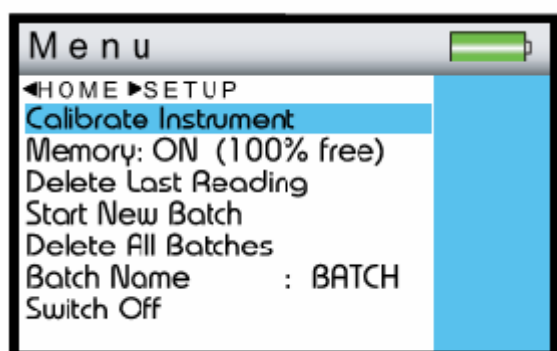 Menu
◄HOME ►SETUP
Calibrate Instrument
Memory: ON (100% free)
Delete Last Reading
Start New Batch
Delete All Batches
Batch Name : BATCH
Switch Off